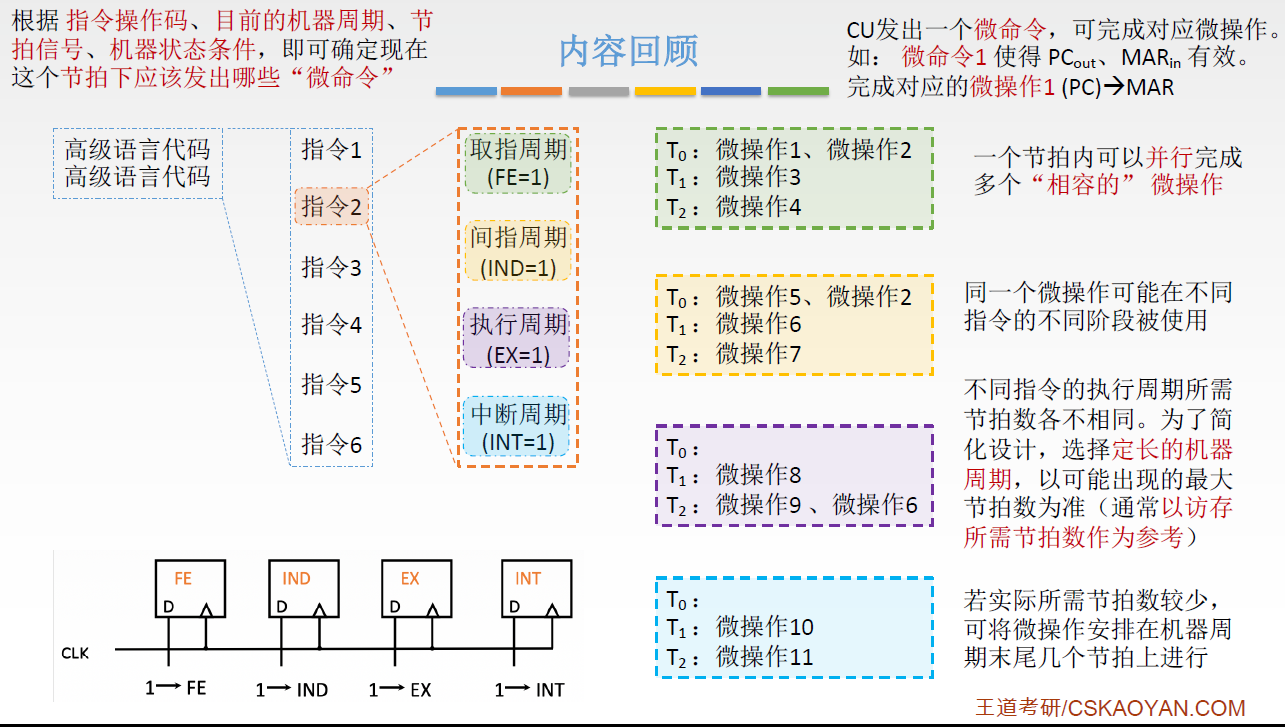 根据 指令操作码、目前的机器周期、节
拍信号、机器状态条件，即可确定现在
这个节拍下应该发出哪些“微命令”
内容回顾
CU发出一个微命令，可完成对应微操作。
如： 微命令1 使得 PCout、MARin 有效。
完成对应的微操作1 (PC)→MAR
高级语言代码
高级语言代码
指令1
指令2
指令3
指令4
指令5
指令6
取指周期
(FE=1)
间指周期
(IND=1)
执行周期
(EX=1)
中断周期
(INT=1)
T0： 微操作1、微操作2
T1： 微操作3
T2： 微操作4
一个节拍内可以并行完成
多个“相容的” 微操作
T0： 微操作5、微操作2
T1： 微操作6
T2： 微操作7
同一个微操作可能在不同
指令的不同阶段被使用
T0：
T1： 微操作8
T2： 微操作9 、微操作6
不同指令的执行周期所需
节拍数各不相同。为了简
化设计，选择定长的机器
周期，以可能出现的最大
节拍数为准（通常以访存
所需节拍数作为参考）
T0：
T1： 微操作10
T2： 微操作11
若实际所需节拍数较少，
可将微操作安排在机器周
期末尾几个节拍上进行
FE
IND
EX
INT
D
D
D
D
CLK
1→FE
1→IND
1→EX
1→INT
王道考研/CSKAOYAN.COM